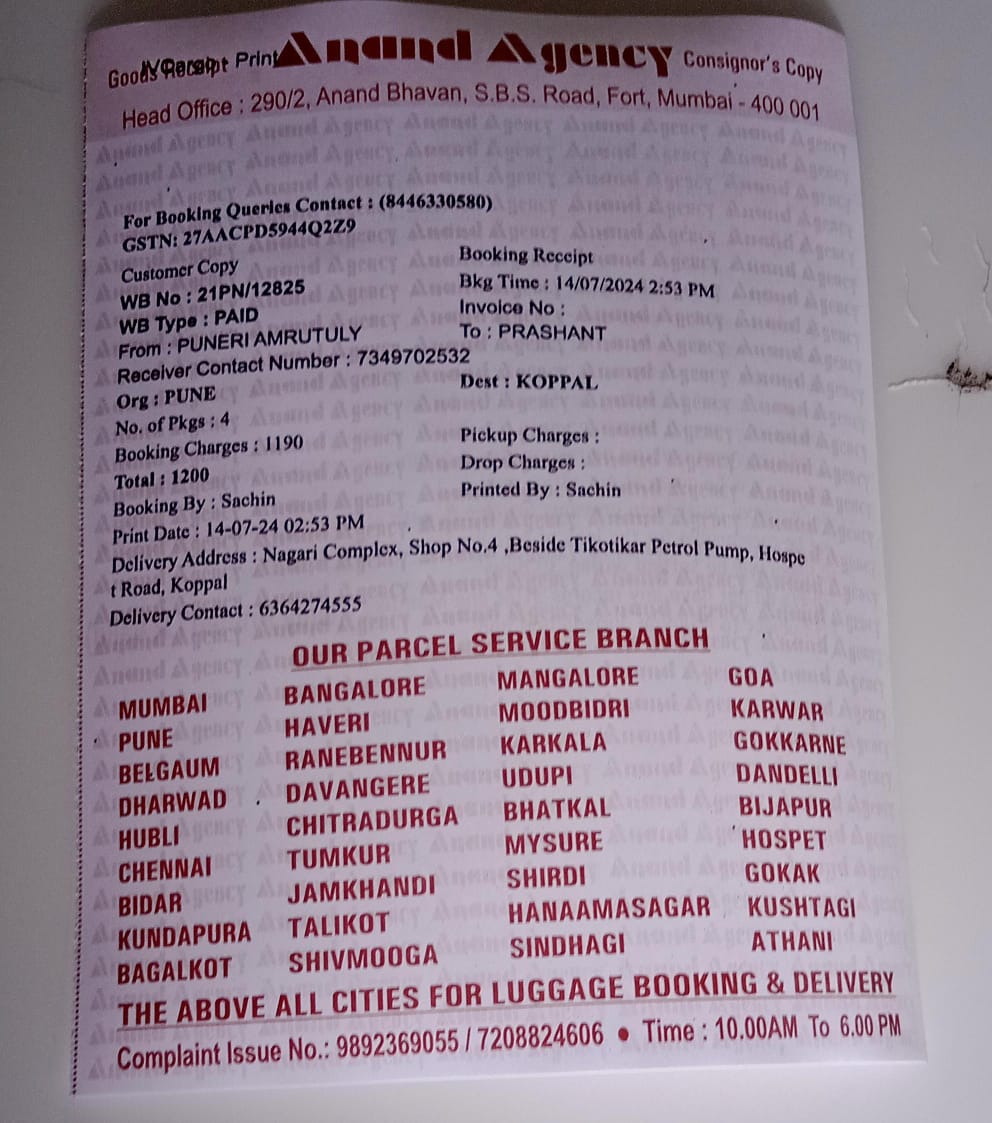 Goods Receipt Print Anand Agency Consignor's Copy
Head Office : 290/2, Anand Bhavan, S.B.S. Road, Fort, Mumbai - 400 001
For Booking Queries Contact : (8446330580)
GSTN: 27AACPD5944Q2Z9
Customer Copy Booking Receipt
WB No : 21PN/12825 Bkg Time : 14/07/2024 2:53 PM
WB Type : PAID Invoice No :
From : PUNERI AMRUTULY To : PRASHANT
Receiver Contact Number : 7349702532
Org : PUNE Dest : KOPPAL
No. of Pkgs : 4
Booking Charges : 1190 Pickup Charges :
Total : 1200 Drop Charges :
Booking By : Sachin Printed By : Sachin
Print Date : 14-07-24 02:53 PM
Delivery Address : Nagari Complex, Shop No.4 ,Beside Tikotikar Petrol Pump, Hospe
t Road, Koppal
Delivery Contact : 6364274555
OUR PARCEL SERVICE BRANCH
MUMBAI BANGALORE MANGALORE GOA
PUNE HAVERI MOODBIDRI KARWAR
BELGAUM RANEBENNUR KARKALA GOKKARNE
DHARWAD DAVANGERE UDUPI DANDELLI
HUBLI CHITRADURGA BHATKAL BIJAPUR
CHENNAI TUMKUR MYSURE HOSPET
BIDAR JAMKHANDI SHIRDI GOKAK
KUNDAPURA TALIKOT HANAAMASAGAR KUSHTAGI
BAGALKOT SHIVMOOGA SINDHAGI ATHANI
THE ABOVE ALL CITIES FOR LUGGAGE BOOKING & DELIVERY
Complaint Issue No.: 9892369055 / 7208824606 • Time : 10.00AM To 6.00 PM